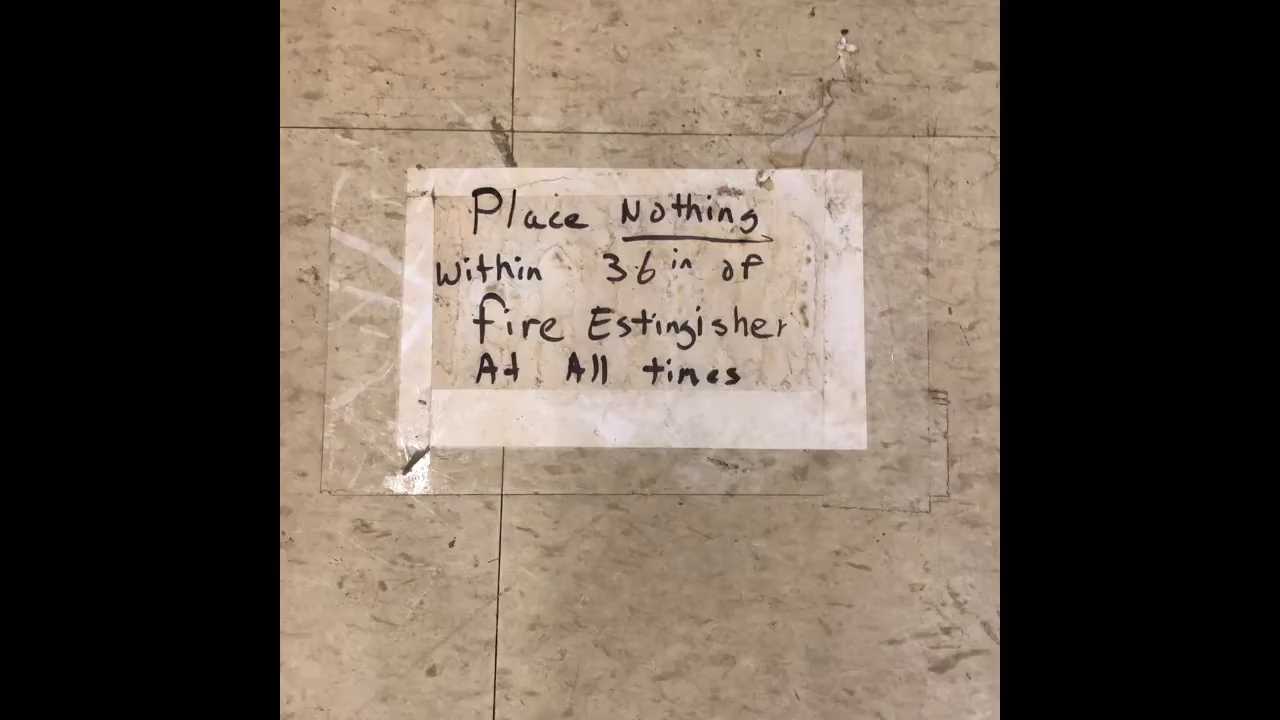 Place Nothing
Within 36 in of
fire Estingisher
At All times